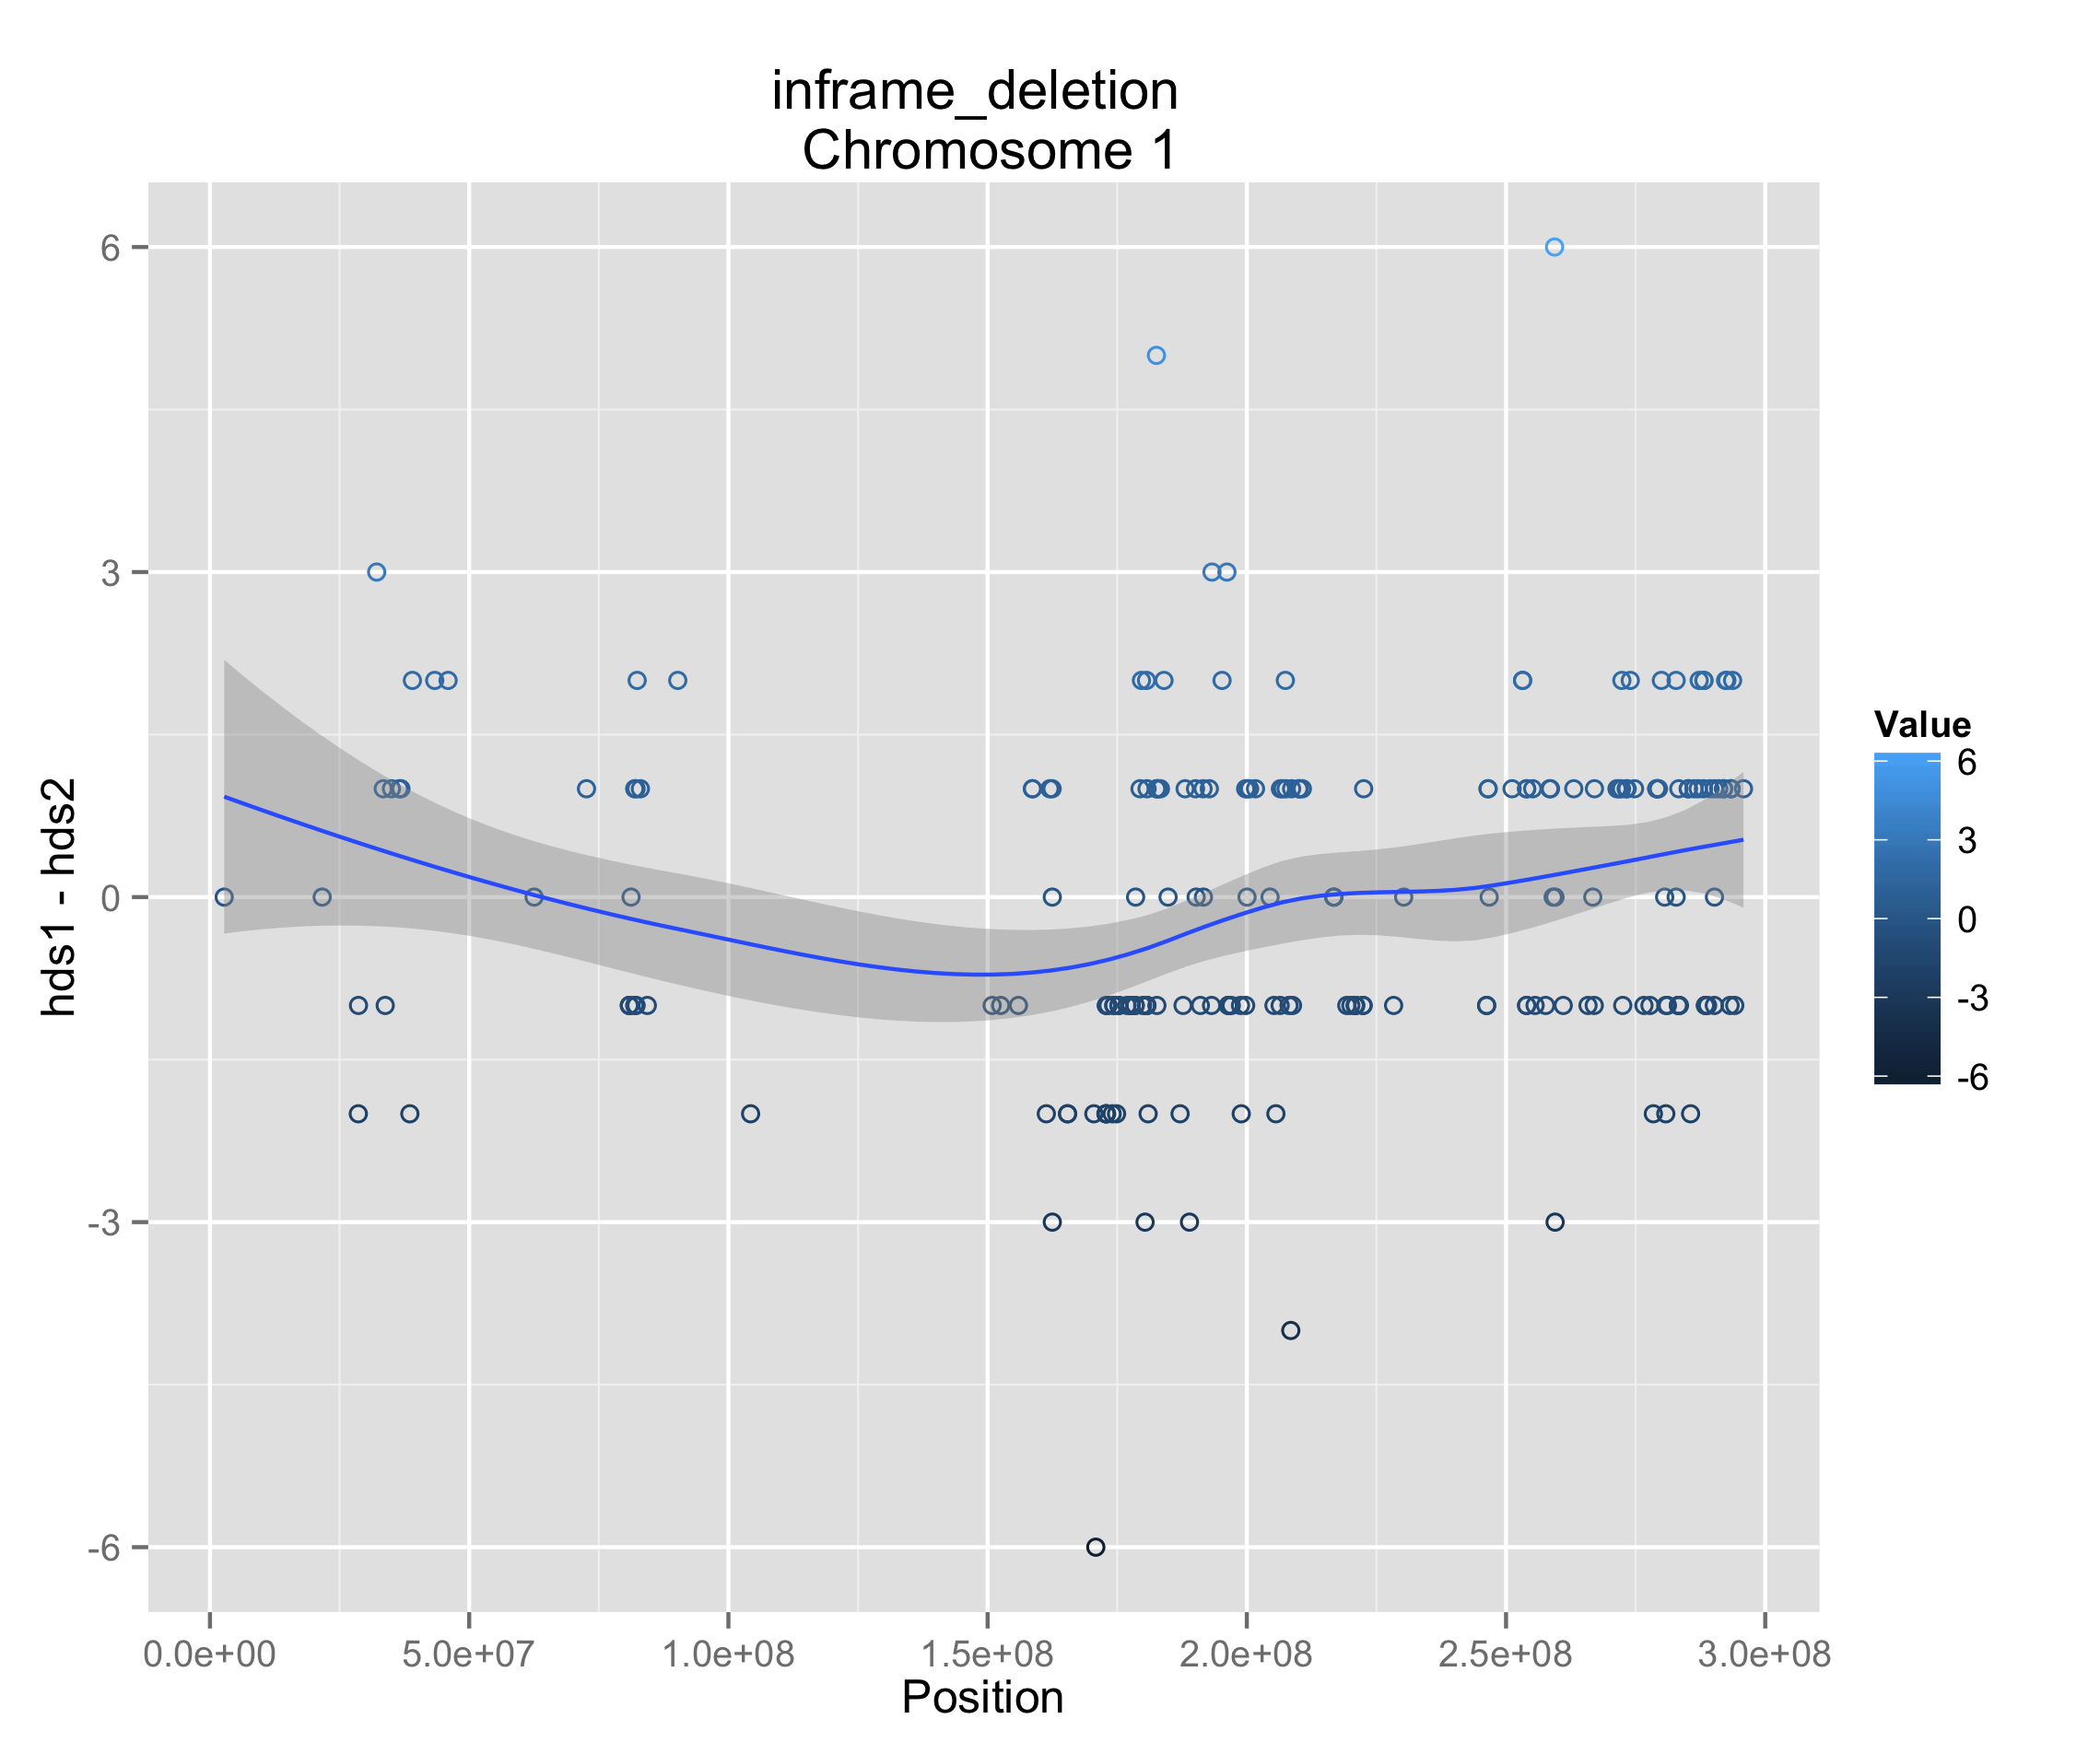 inframe_deletion
Chromosome 1
hds1 - hds2
6
3
0
-3
-6
0.0e+00 5.0e+07 1.0e+08 1.5e+08 2.0e+08 2.5e+08 3.0e+08
Position
Value
6
3
0
-3
-6